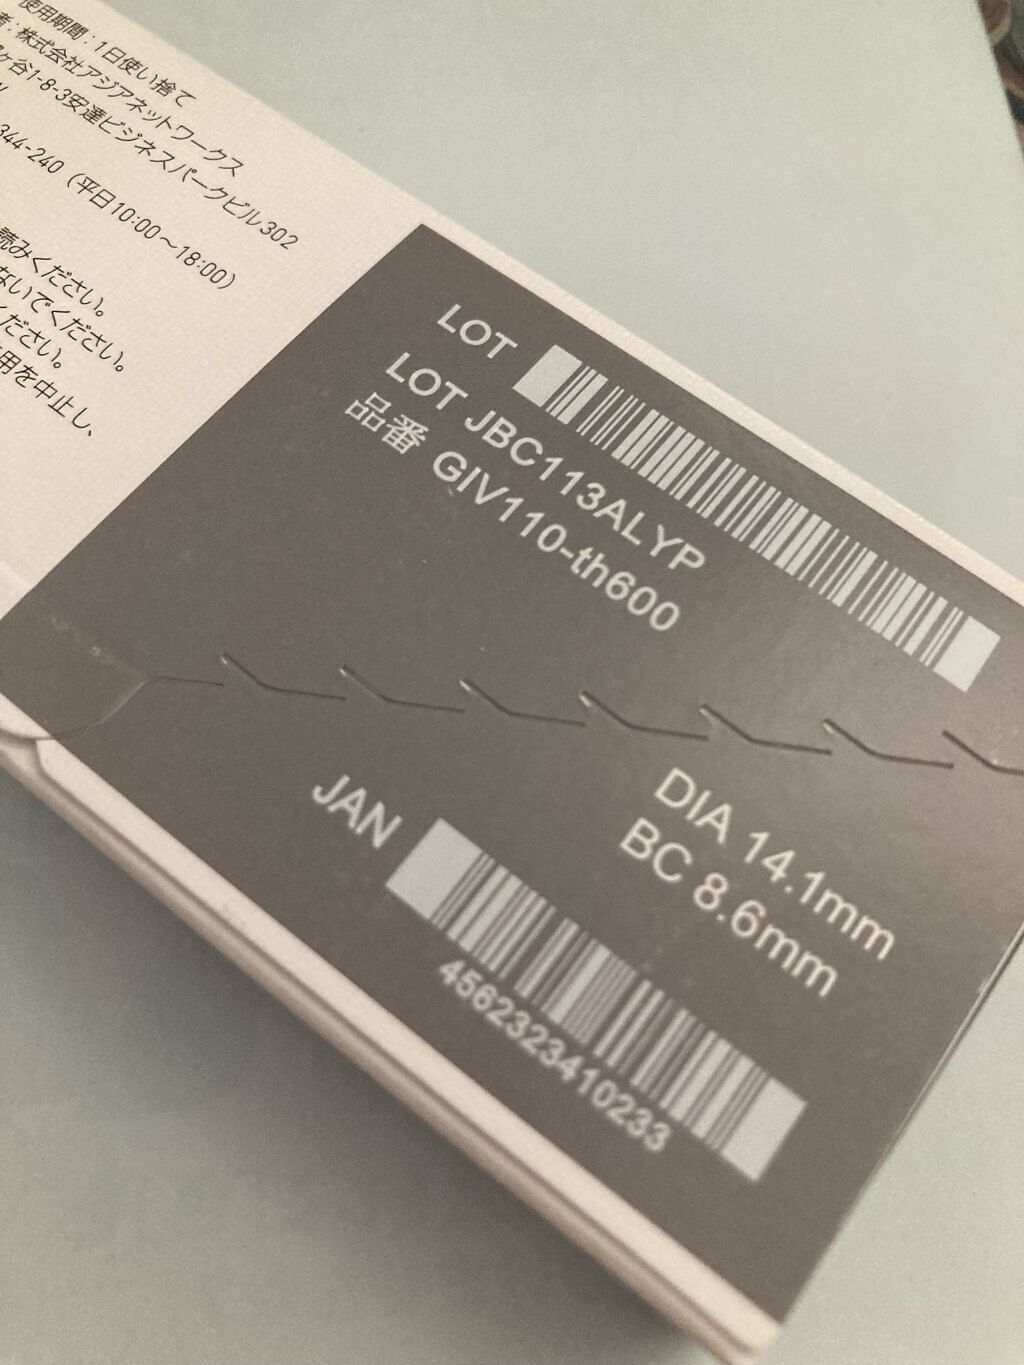 使用期間：1日使い捨て
者：株式会社アジアネットワークス
ケ谷1-8-3安達ビジネスパークビル302
344-240（平日10:00～18:00）
読みください。
ないでください。
ください。
用を中止し、
LOT
LOT JBC113ALYP
品番 GIV110-th600
DIA 14.1mm
BC 8.6mm
JAN
4562323410233